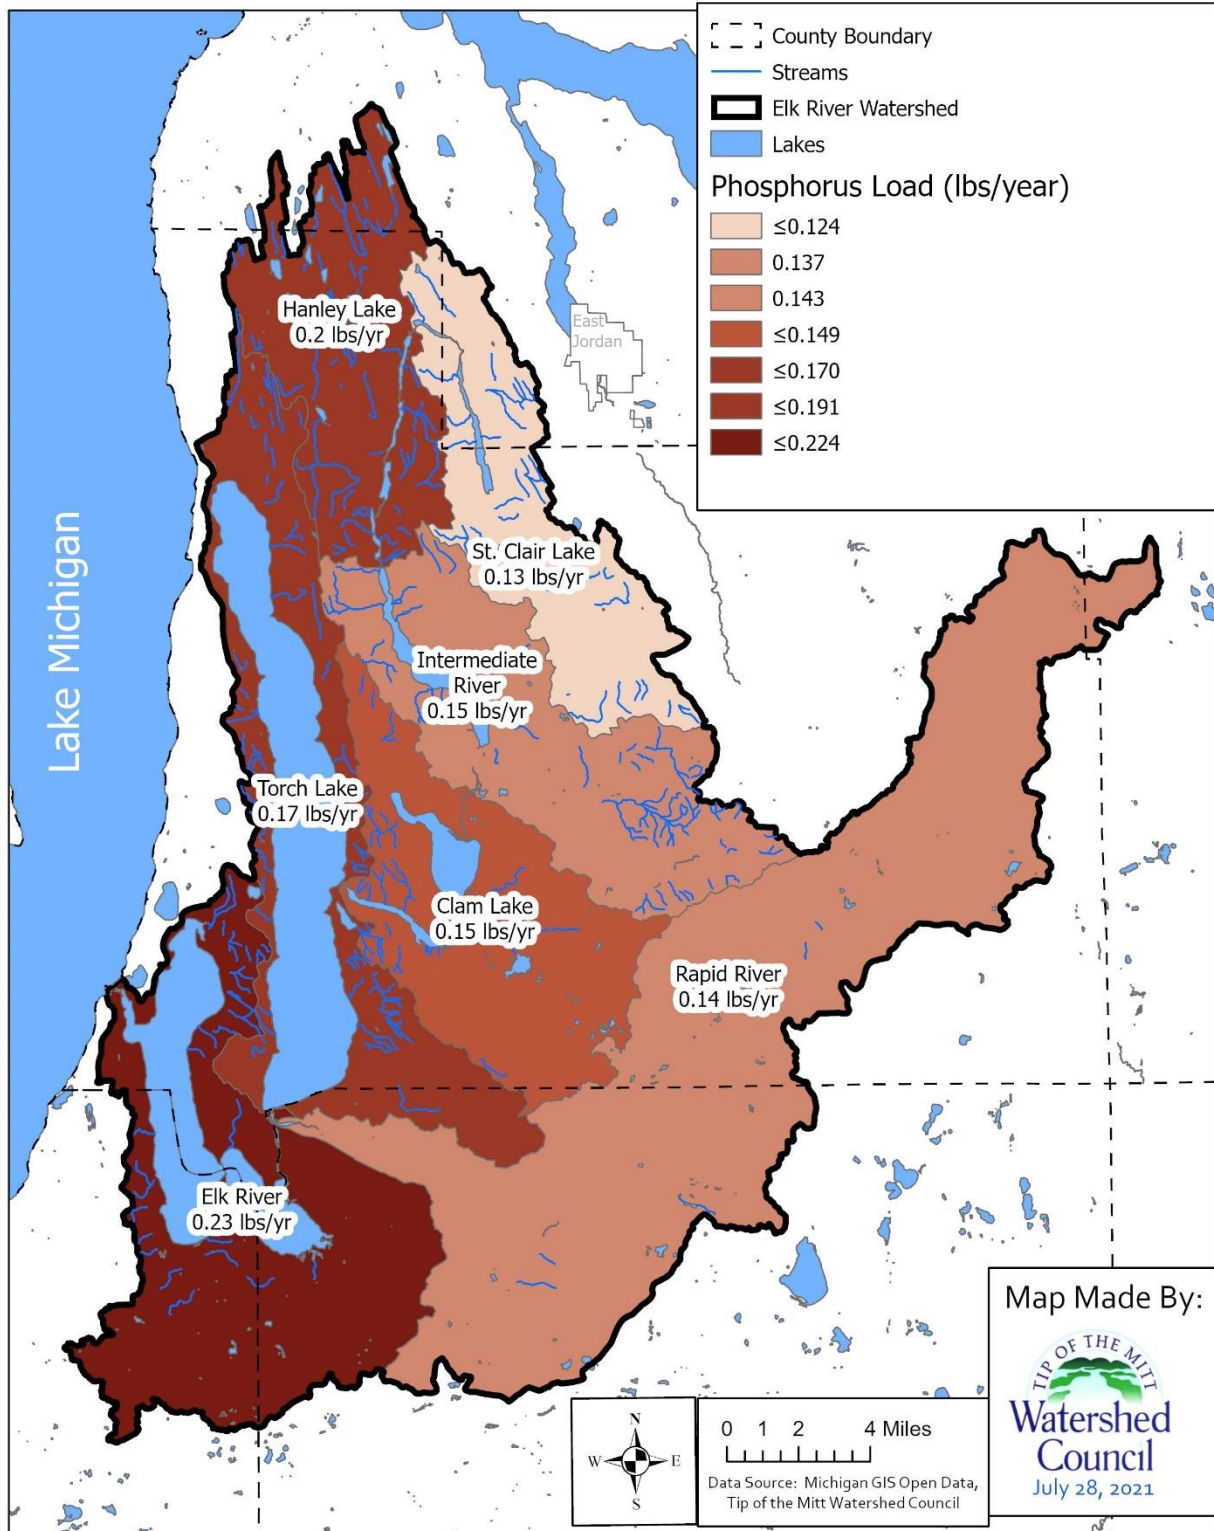 County Boundary
Streams
Elk River Watershed
Lakes
Phosphorus Load (lbs/year)
≤0.124
0.137
0.143
≤0.149
≤0.170
≤0.191
≤0.224
Hanley Lake
0.2 lbs/yr
East
Jordan
St. Clair Lake
0.13 lbs/yr
Lake Michigan
Intermediate
River
0.15 lbs/yr
Torch Lake
0.17 lbs/yr
Clam Lake
0.15 lbs/yr
Rapid River
0.14 lbs/yr
Elk River
0.23 lbs/yr
N
W E
S
0 1 2 4 Miles
Data Source: Michigan GIS Open Data,
Tip of the Mitt Watershed Council
Map Made By:
TIP OF THE MITT
Watershed
Council
July 28, 2021